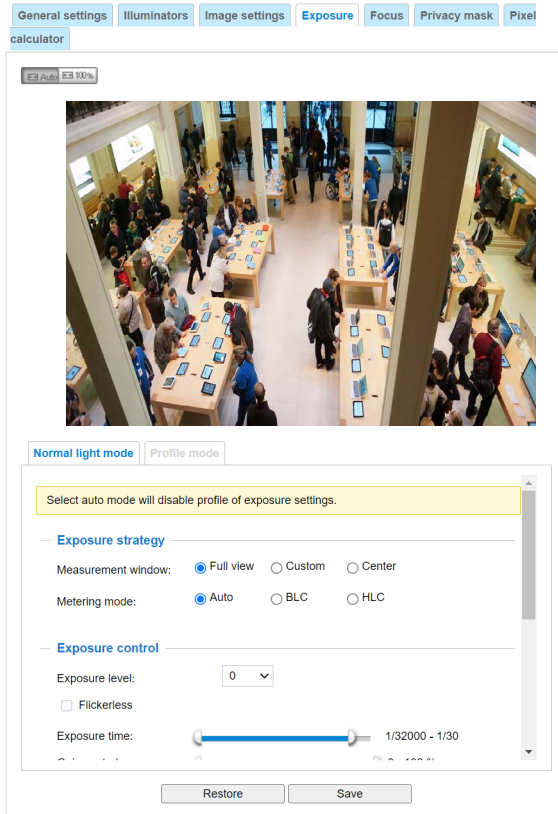 General settings Illuminators Image settings Exposure Focus Privacy mask Pixel
calculator
Auto 100%
Normal light mode Profile mode
Select auto mode will disable profile of exposure settings.
Exposure strategy
Measurement window: Full view Custom Center
Metering mode: Auto BLC HLC
Exposure control
Exposure level: 0
Flickerless
Exposure time: 1/32000 - 1/30
Restore Save